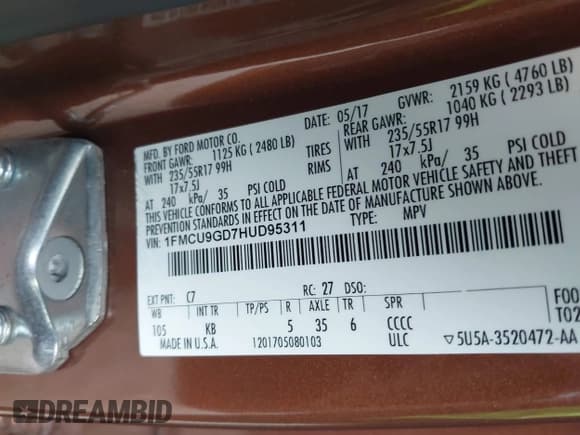 MFD. BY FORD MOTOR CO.
DATE: 05/17 GVWR: 2159 KG ( 4760 LB)
FRONT GAWR: 1125 KG ( 2480 LB) REAR GAWR: 1040 KG ( 2293 LB)
WITH 235/55R17 99H TIRES WITH 235/55R17 99H
17x7.5J RIMS 17x7.5J
AT 240 kPa/ 35 PSI COLD AT 240 kPa/ 35 PSI COLD
THIS VEHICLE CONFORMS TO ALL APPLICABLE FEDERAL MOTOR VEHICLE SAFETY AND THEFT
PREVENTION STANDARDS IN EFFECT ON THE DATE OF MANUFACTURE SHOWN ABOVE.
VIN: 1FMCU9GD7HUD95311 TYPE: MPV
EXT PNT: C7 RC: 27 DSO:
WB INT TR TP/PS R AXLE TR SPR
105 KB 5 35 6 CCCC
MADE IN U.S.A. 1201705080103 ULC
F00
T02
5U5A-3520472-AA
DREAMBID